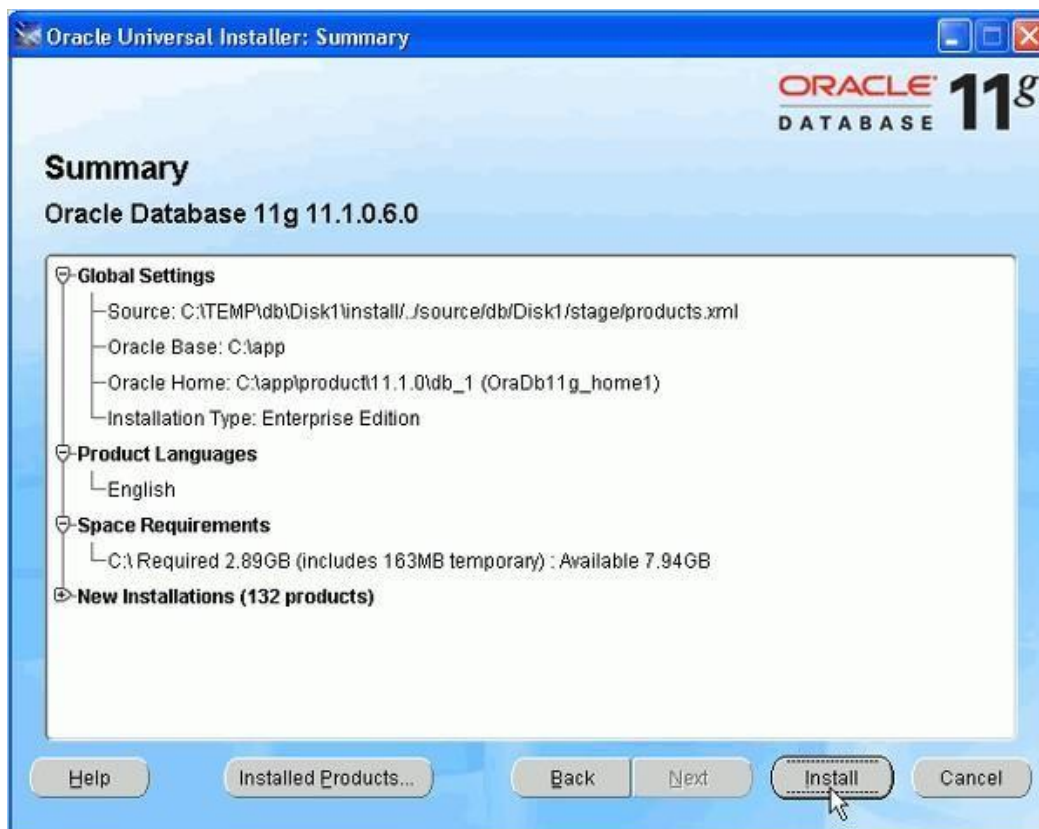 Oracle Universal Installer: Summary
ORACLE 11g
DATABASE
Summary
Oracle Database 11g 11.1.0.6.0
Global Settings
Source: C:\TEMP\db\Disk1\install/../source/db/Disk1/stage/products.xml
Oracle Base: C:\app
Oracle Home: C:\app\product\11.1.0\db_1 (OraDb11g_home1)
Installation Type: Enterprise Edition
Product Languages
English
Space Requirements
C:\ Required 2.89GB (includes 163MB temporary) : Available 7.94GB
New Installations (132 products)
Help Installed Products... Back Next Install Cancel